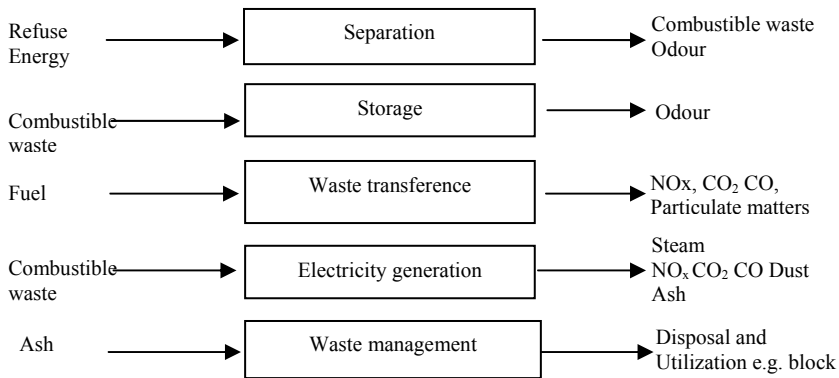 Refuse
Energy
Separation
Combustible waste
Odour
Combustible
waste
Storage
Odour
Fuel
Waste transference
NOx, CO₂ CO,
Particulate matters
Combustible
waste
Electricity generation
Steam
NOₓ CO₂ CO Dust
Ash
Ash
Waste management
Disposal and
Utilization e.g. block